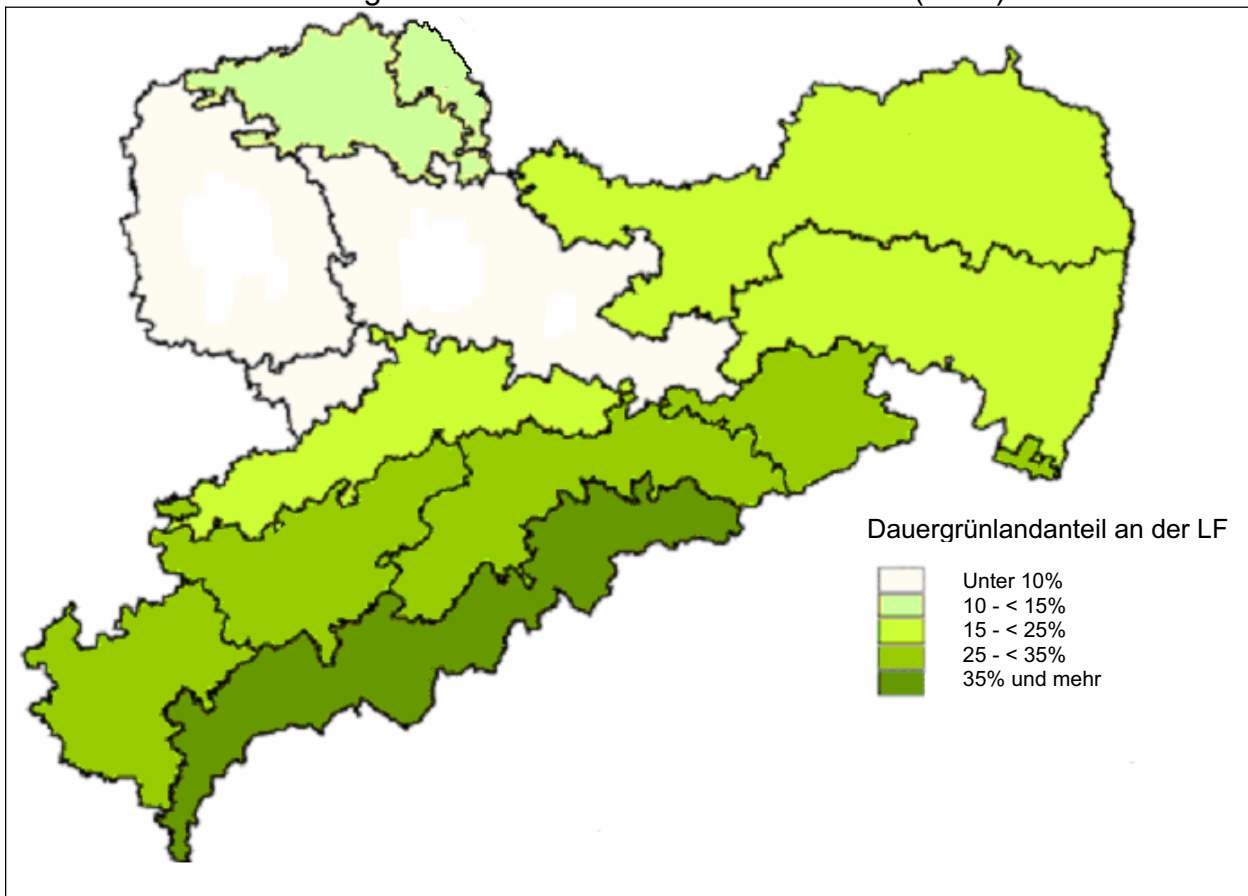 Dauergrünlandanteil an der LF
Unter 10%
10 - < 15%
15 - < 25%
25 - < 35%
35% und mehr